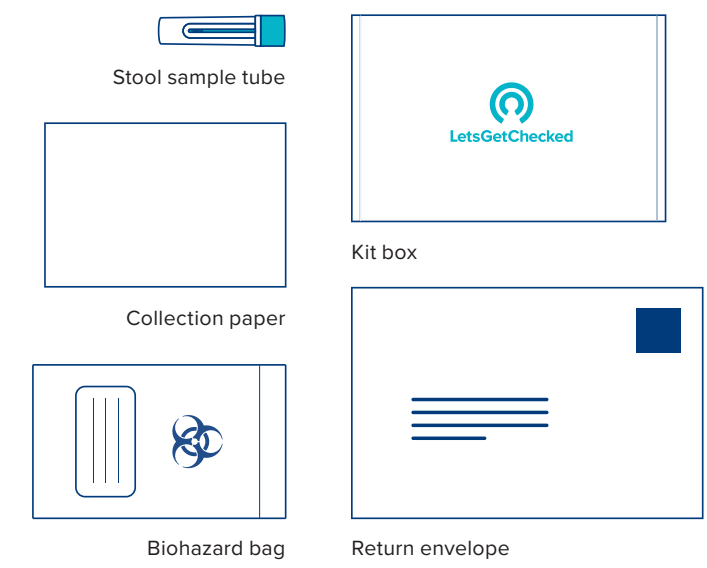 Stool sample tube
Collection paper
Biohazard bag
LetsGetChecked
Kit box
Return envelope